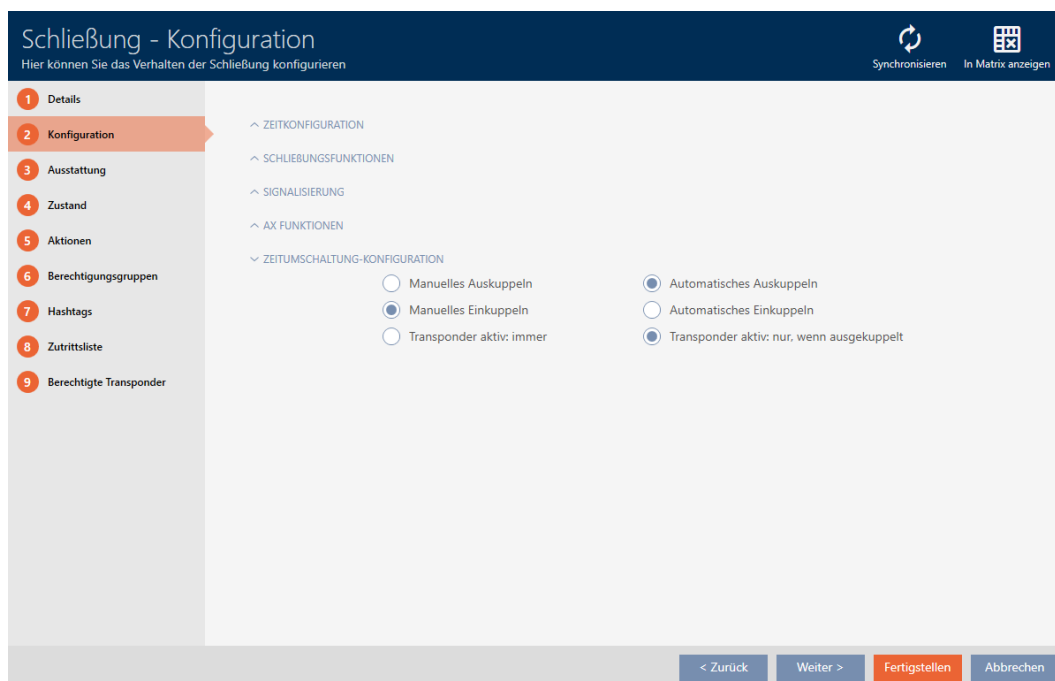 Schließung - Konfiguration
Hier können Sie das Verhalten der Schließung konfigurieren
Synchronisieren
In Matrix anzeigen
1 Details
2 Konfiguration
3 Ausstattung
4 Zustand
5 Aktionen
6 Berechtigungsgruppen
7 Hashtags
8 Zutrittsliste
9 Berechtigte Transponder
ZEITKONFIGURATION
SCHLIEßUNGSFUNKTIONEN
SIGNALISIERUNG
AX FUNKTIONEN
ZEITUMSCHALTUNG-KONFIGURATION
Manuelles Auskuppeln Automatisches Auskuppeln
Manuelles Einkuppeln Automatisches Einkuppeln
Transponder aktiv: immer Transponder aktiv: nur, wenn ausgekuppelt
< Zurück Weiter > Fertigstellen Abbrechen